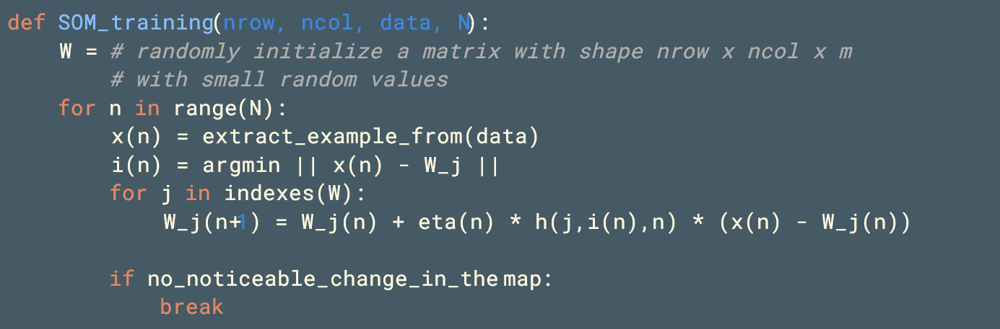 def SOM_training(nrow, ncol, data, N):
    W = # randomly initialize a matrix with shape nrow x ncol x m
        # with small random values
    for n in range(N):
        x(n) = extract_example_from(data)
        i(n) = argmin || x(n) - W_j ||
        for j in indexes(W):
            W_j(n+1) = W_j(n) + eta(n) * h(j,i(n),n) * (x(n) - W_j(n))
        if no_noticeable_change_in_the map:
            break